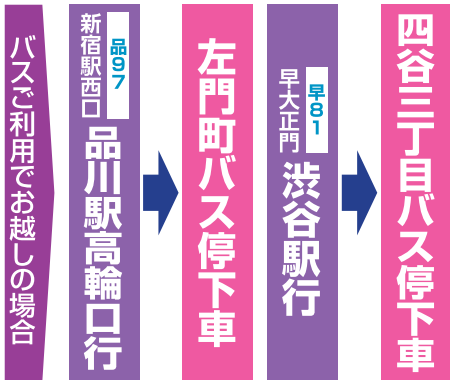 バスご利用でお越しの場合
品97
新宿駅西口
品川駅高輪口行
左門町バス停下車
早81
早大正門
渋谷駅行
四谷三丁目バス停下車